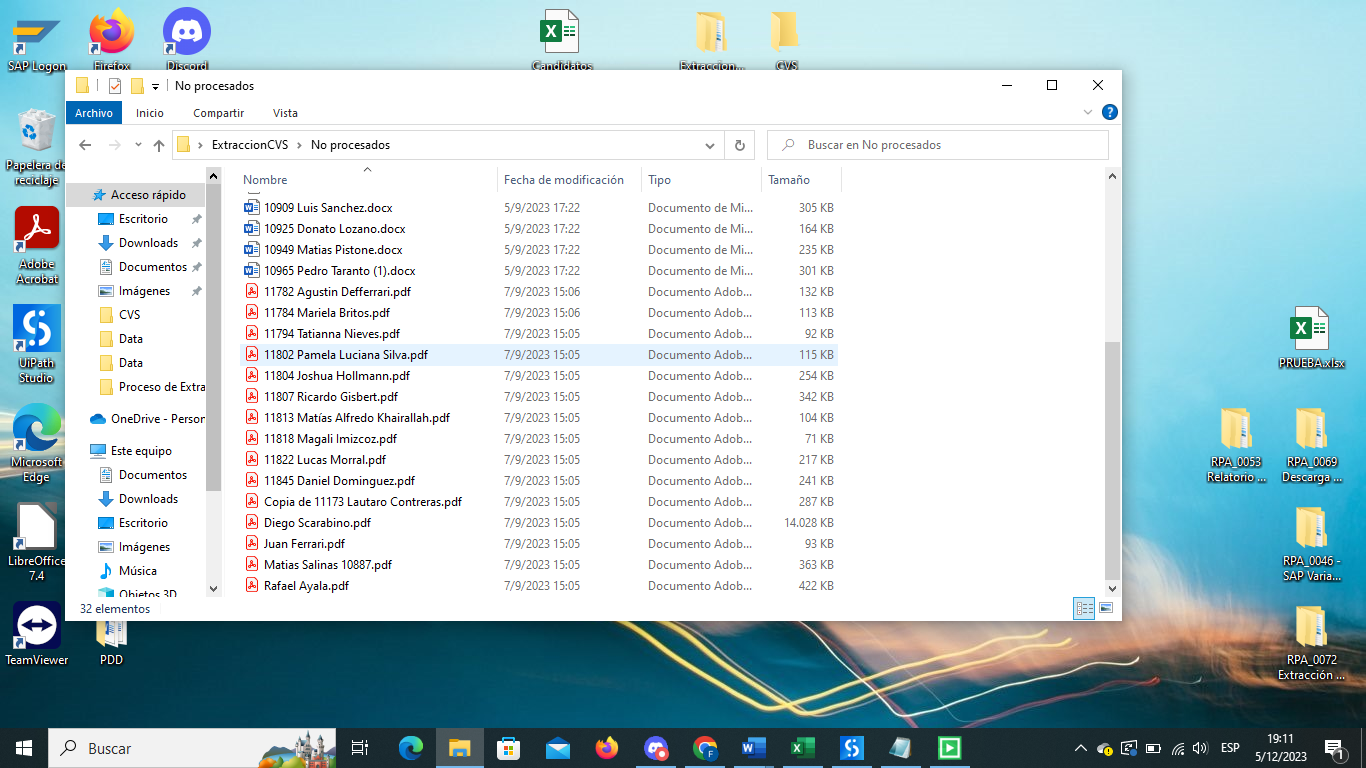 SAP Logon
Firefox
Discord
Candidatos
Extraccion...
CVS
No procesados
Archivo
Inicio
Compartir
Vista
ExtraccionCVS
No procesados
Buscar en No procesados
Papelera de
reciclaje
Adobe
Acrobat
UiPath
Studio
Microsoft
Edge
LibreOffice
7.4
TeamViewer
PDD
Acceso rápido
Escritorio
Downloads
Documentos
Imágenes
CVS
Data
Data
Proceso de Extra
OneDrive - Person
Este equipo
Documentos
Downloads
Escritorio
Imágenes
Música
Objetos 3D
Nombre Fecha de modificación Tipo Tamaño
10909 Luis Sanchez.docx 5/9/2023 17:22 Documento de Mi... 305 KB
10925 Donato Lozano.docx 5/9/2023 17:22 Documento de Mi... 164 KB
10949 Matias Pistone.docx 5/9/2023 17:22 Documento de Mi... 235 KB
10965 Pedro Taranto (1).docx 5/9/2023 17:22 Documento de Mi... 301 KB
11782 Agustin Defferrari.pdf 7/9/2023 15:06 Documento Adob... 132 KB
11784 Mariela Britos.pdf 7/9/2023 15:06 Documento Adob... 113 KB
11794 Tatianna Nieves.pdf 7/9/2023 15:05 Documento Adob... 92 KB
11802 Pamela Luciana Silva.pdf 7/9/2023 15:05 Documento Adob... 115 KB
11804 Joshua Hollmann.pdf 7/9/2023 15:05 Documento Adob... 254 KB
11807 Ricardo Gisbert.pdf 7/9/2023 15:05 Documento Adob... 342 KB
11813 Matías Alfredo Khairallah.pdf 7/9/2023 15:05 Documento Adob... 104 KB
11818 Magali Imizcoz.pdf 7/9/2023 15:05 Documento Adob... 71 KB
11822 Lucas Morral.pdf 7/9/2023 15:05 Documento Adob... 217 KB
11845 Daniel Dominguez.pdf 7/9/2023 15:05 Documento Adob... 241 KB
Copia de 11173 Lautaro Contreras.pdf 7/9/2023 15:05 Documento Adob... 287 KB
Diego Scarabino.pdf 7/9/2023 15:05 Documento Adob... 14.028 KB
Juan Ferrari.pdf 7/9/2023 15:05 Documento Adob... 93 KB
Matias Salinas 10887.pdf 7/9/2023 15:05 Documento Adob... 363 KB
Rafael Ayala.pdf 7/9/2023 15:05 Documento Adob... 422 KB
32 elementos
PRUEBA.xlsx
RPA_0053
Relatorio ...
RPA_0069
Descarga ...
RPA_0046 -
SAP Varia...
RPA_0072
Extracción ...
Buscar
ESP
19:11
5/12/2023
1